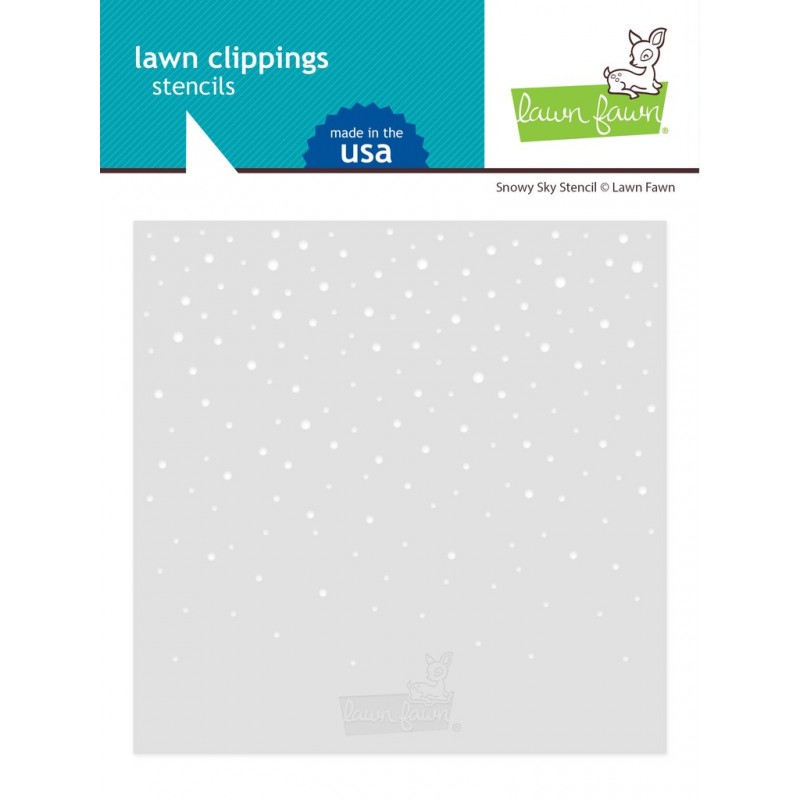 lawn clippings
stencils
made in the
usa
lawn fawn®
Snowy Sky Stencil © Lawn Fawn
lawn fawn®